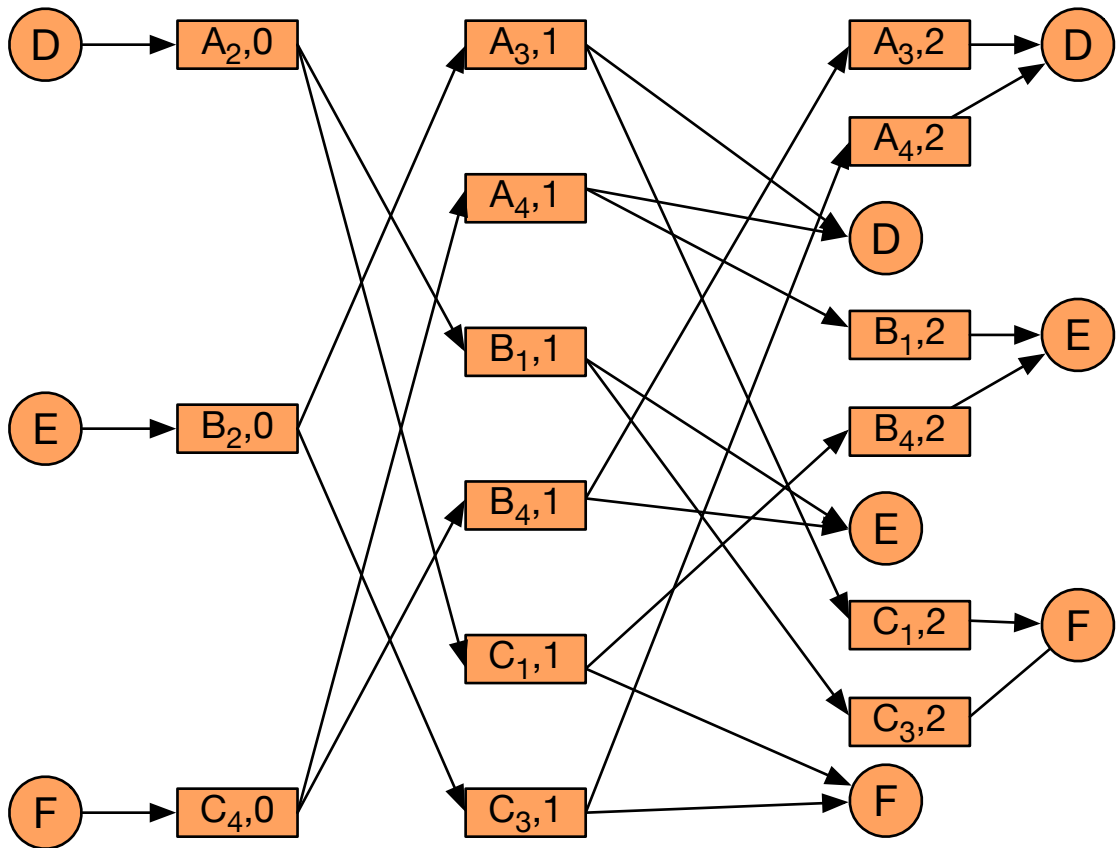 D
A₂,0
A₃,1
A₃,2
D
A₄,2
A₄,1
D
B₁,1
B₁,2
E
E
B₂,0
B₄,2
B₄,1
E
C₁,1
C₁,2
F
C₃,2
F
C₄,0
C₃,1
F